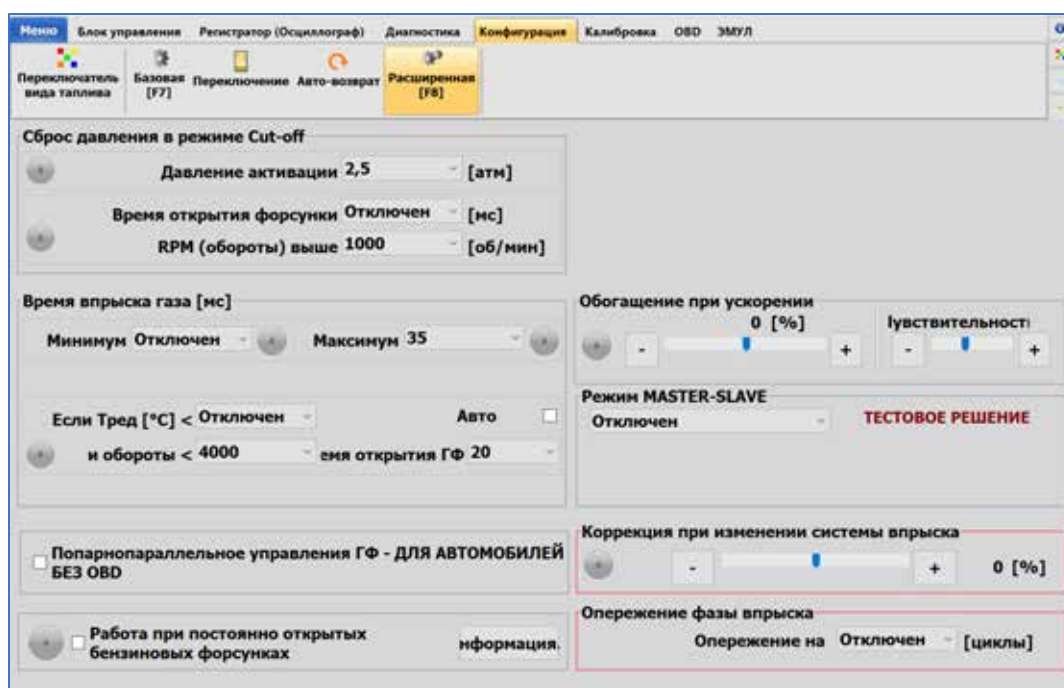 Меню Блок управления Регистратор (Осциллограф) Диагностика Конфигурация Калибровка OBD ЭМУЛ
Переключатель вида таплива
Базовая [F7]
Переключение
Авто-возврат
Расширенная [F8]
Сброс давления в режиме Cut-off
Давление активации 2,5 [атм]
Время открытия форсунки Отключен [мс]
RPM (обороты) выше 1000 [об/мин]
Время впрыска газа [мс]
Минимум Отключен Максимум 35
Если Тред [°C] < Отключен Авто
и обороты < 4000 емя открытия ГФ 20
Попарнопараллельное управления ГФ - ДЛЯ АВТОМОБИЛЕЙ
БЕЗ OBD
Работа при постоянно открытых
бензиновых форсунках
нформация.
Обогащение при ускорении
0 [%] lувствительності
- + - +
Режим MASTER-SLAVE
Отключен ТЕСТОВОЕ РЕШЕНИЕ
Коррекция при изменении системы впрыска
- + 0 [%]
Опережение фазы впрыска
Опережение на Отключен [циклы]